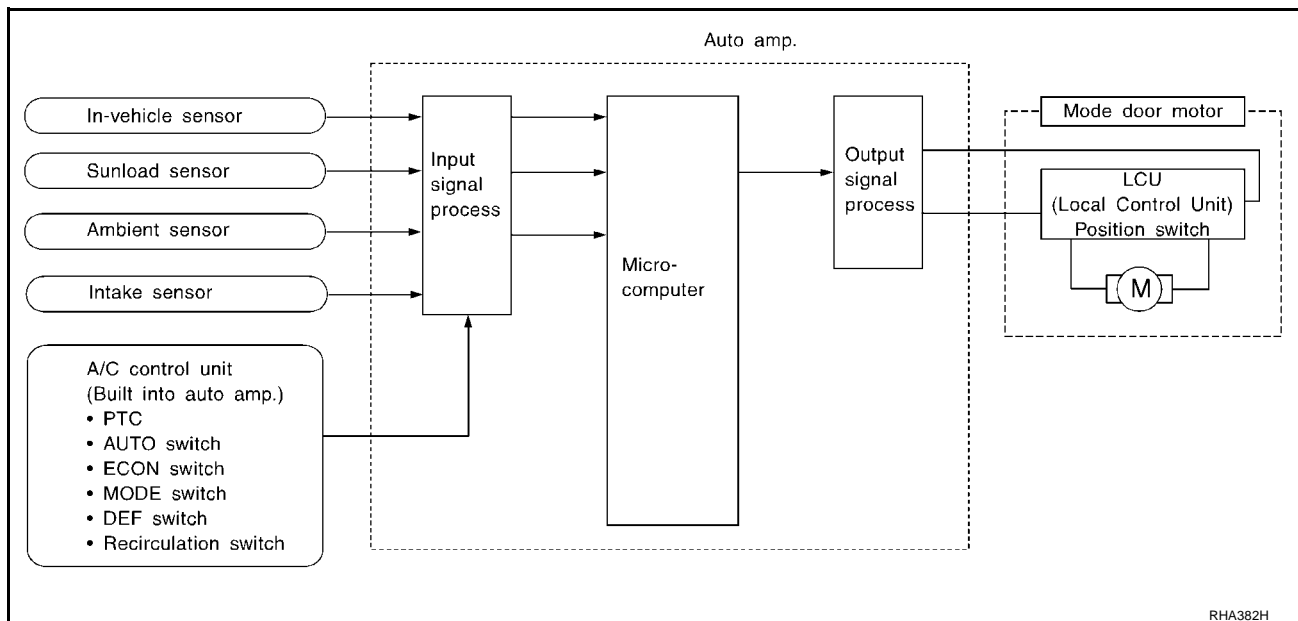 Auto amp.
In-vehicle sensor
Sunload sensor
Ambient sensor
Intake sensor
A/C control unit
(Built into auto amp.)
• PTC
• AUTO switch
• ECON switch
• MODE switch
• DEF switch
• Recirculation switch
Input
signal
process
Micro-
computer
Output
signal
process
Mode door motor
LCU
(Local Control Unit)
Position switch
M
RHA382H